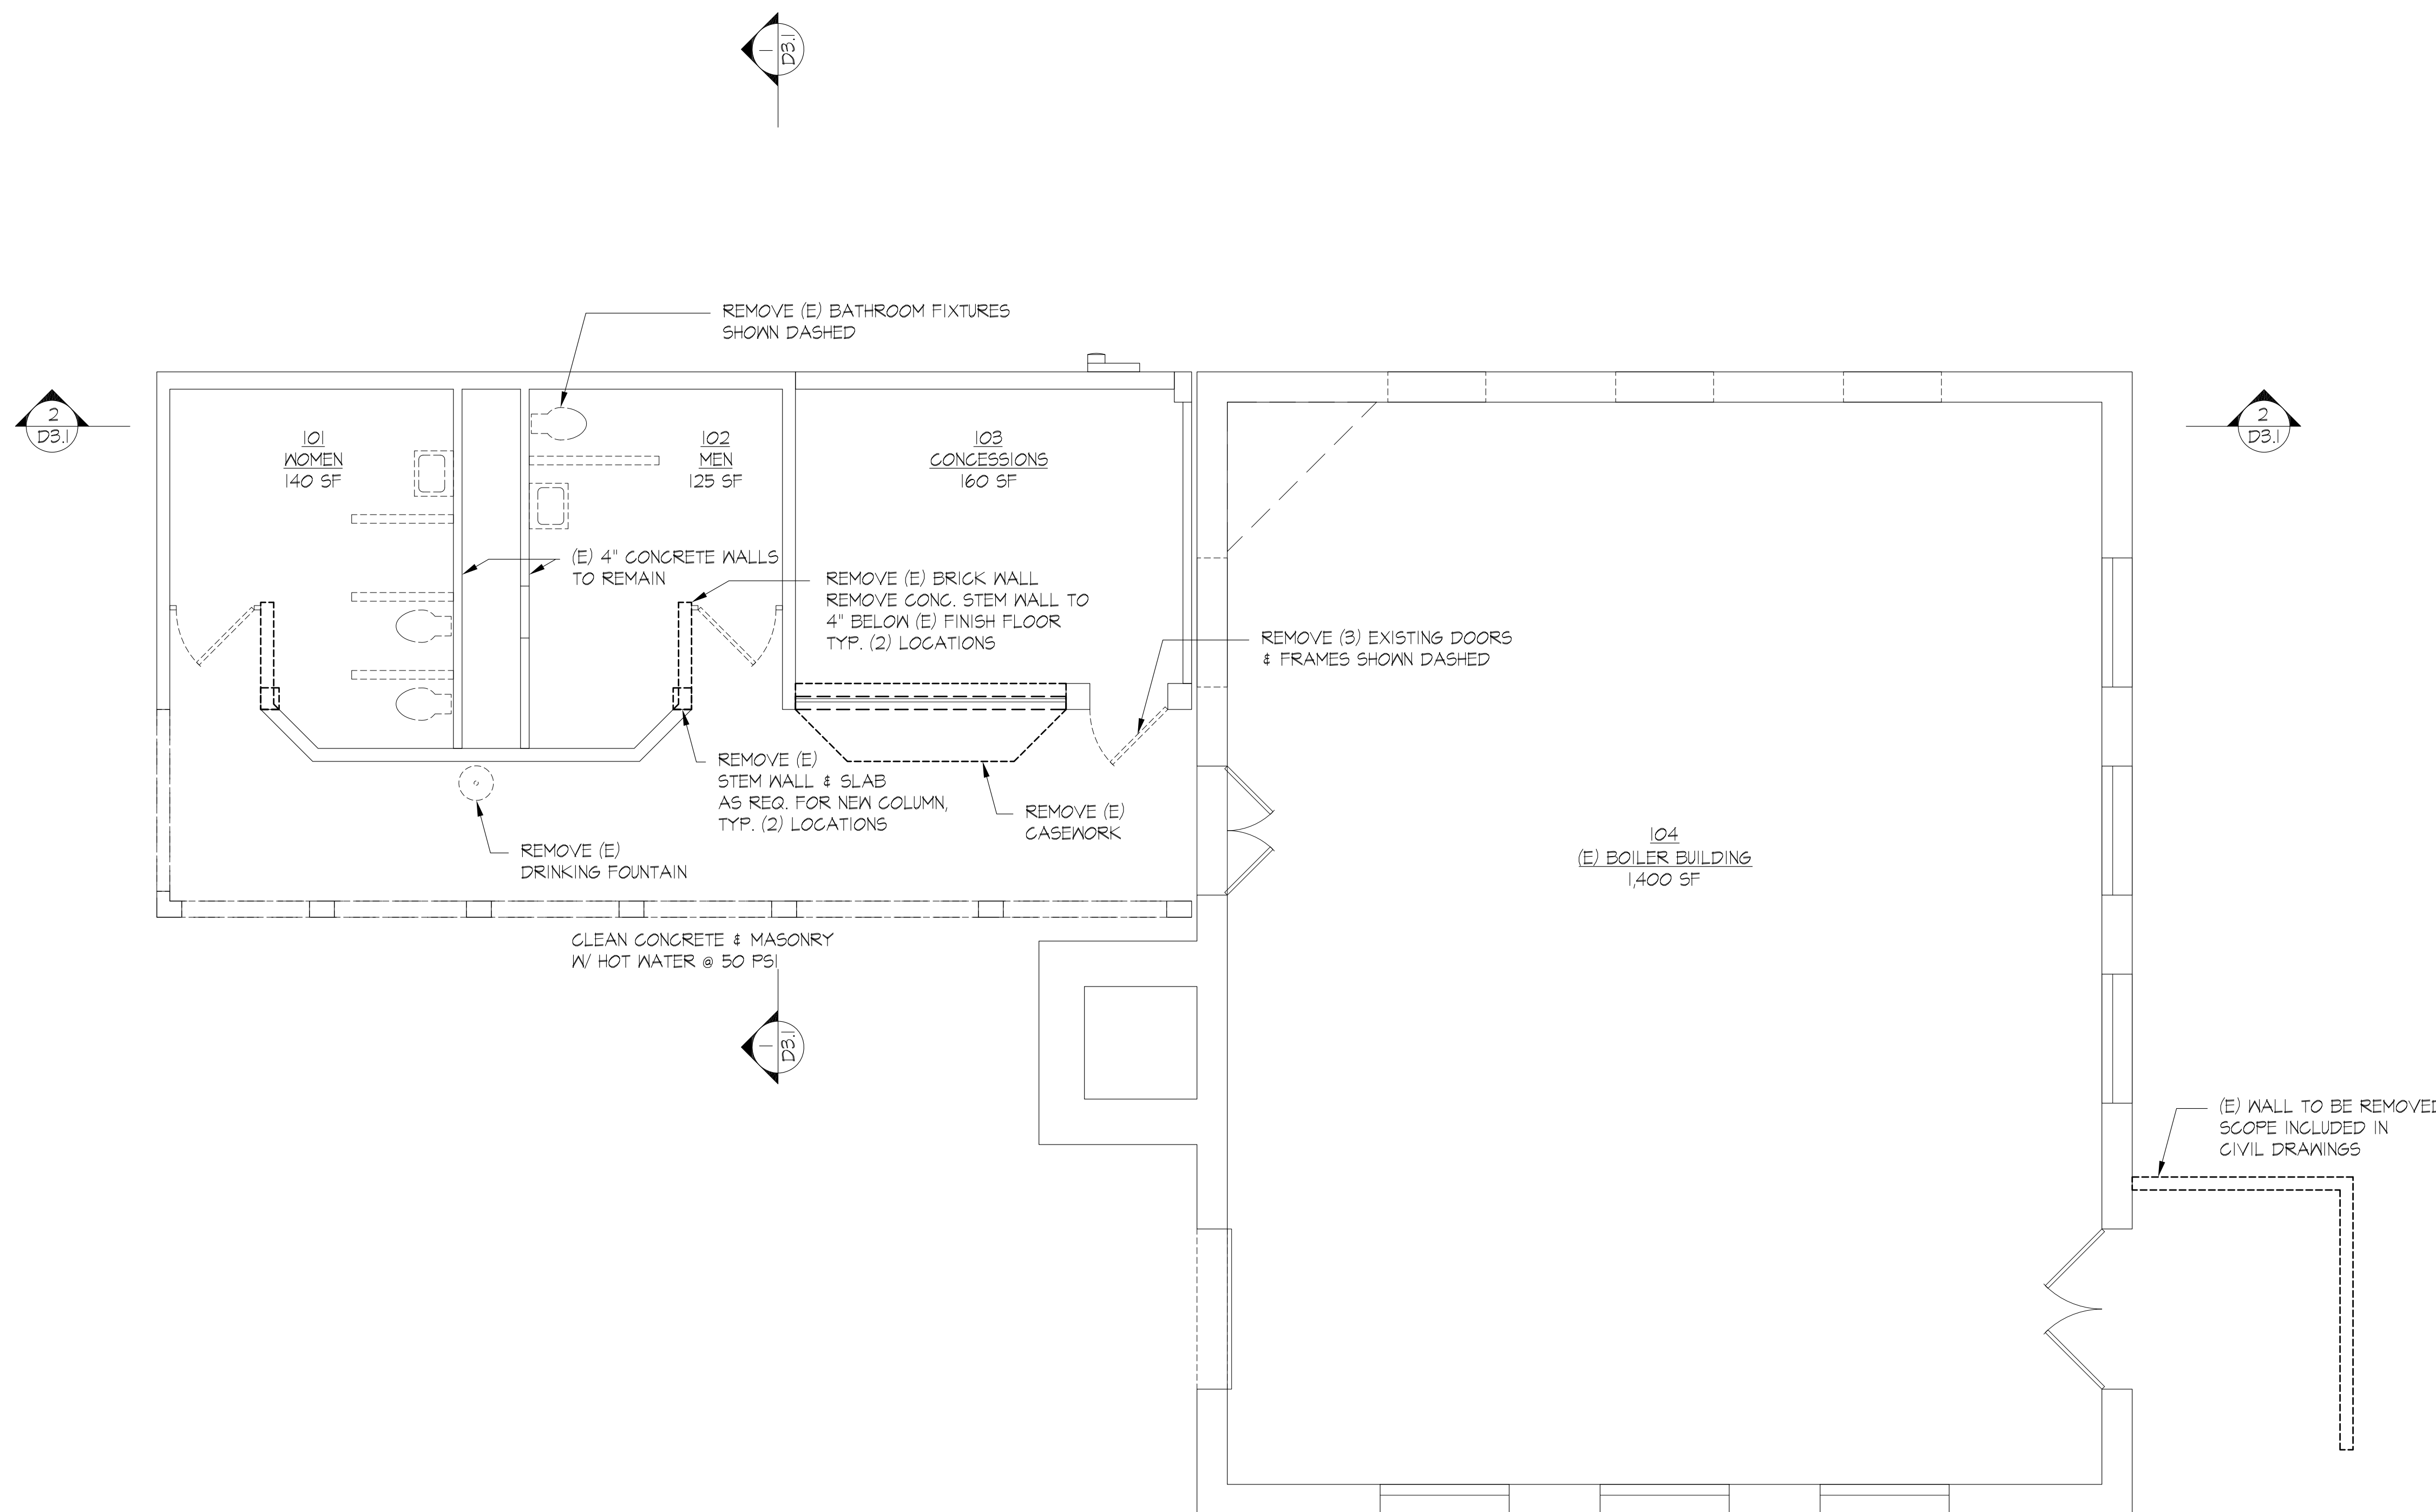 1
D3.1
REMOVE (E) BATHROOM FIXTURES
SHOWN DASHED
2
D3.1
2
D3.1
101
WOMEN
140 SF
102
MEN
125 SF
103
CONCESSIONS
160 SF
(E) 4" CONCRETE WALLS
TO REMAIN
REMOVE (E) BRICK WALL
REMOVE CONC. STEM WALL TO
4" BELOW (E) FINISH FLOOR
TYP. (2) LOCATIONS
REMOVE (3) EXISTING DOORS
& FRAMES SHOWN DASHED
REMOVE (E)
STEM WALL & SLAB
AS REQ. FOR NEW COLUMN,
TYP. (2) LOCATIONS
REMOVE (E)
CASEWORK
REMOVE (E)
DRINKING FOUNTAIN
104
(E) BOILER BUILDING
1,400 SF
CLEAN CONCRETE & MASONRY
W/ HOT WATER @ 50 PSI
1
D3.1
(E) WALL TO BE REMOVED
SCOPE INCLUDED IN
CIVIL DRAWINGS